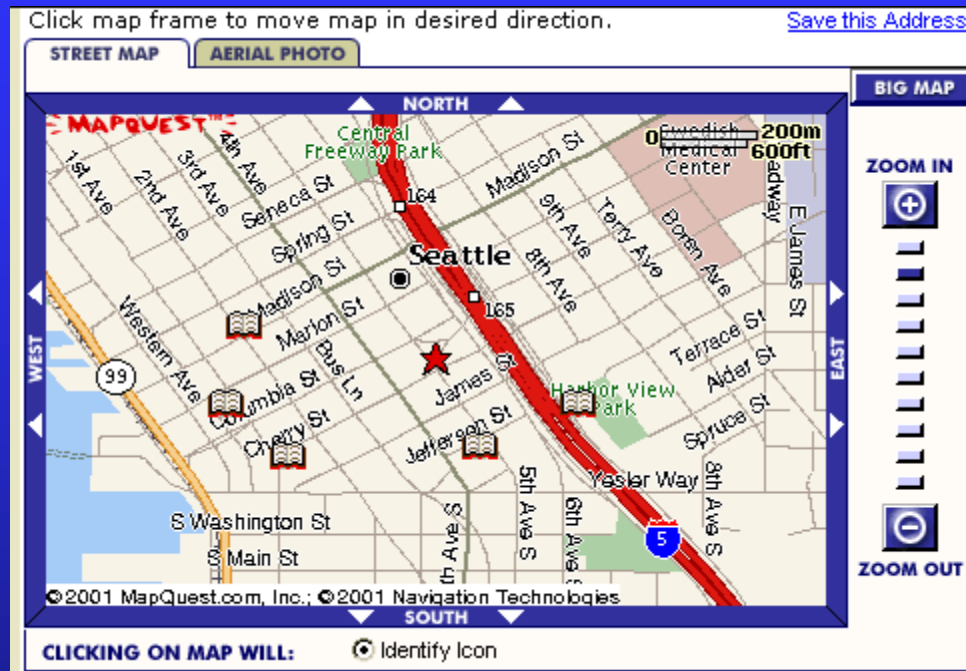 Click map frame to move map in desired direction.
Save this Address
STREET MAP
AERIAL PHOTO
BIG MAP
NORTH
MAPQUEST™
Central
Freeway Park
Swedish
Medical
Center
0
200m
600ft
ZOOM IN
1st Ave
2nd Ave
3rd Ave
4th Ave
Seneca St
Spring St
Madison St
164
9th Ave
Terry Ave
Boren Ave
adway
E James St
Seattle
8th Ave
Madison St
Marion St
165
Western Ave
Bus Ln
WEST
EAST
99
Columbia St
Cherry St
James St
Jefferson St
Terrace St
Alder St
Spruce St
Harbor View
Park
Yesler Way
S Washington St
S Main St
5th Ave S
6th Ave S
8th Ave S
5
©2001 MapQuest.com, Inc.; ©2001 Navigation Technologies
SOUTH
ZOOM OUT
CLICKING ON MAP WILL:
Identify Icon